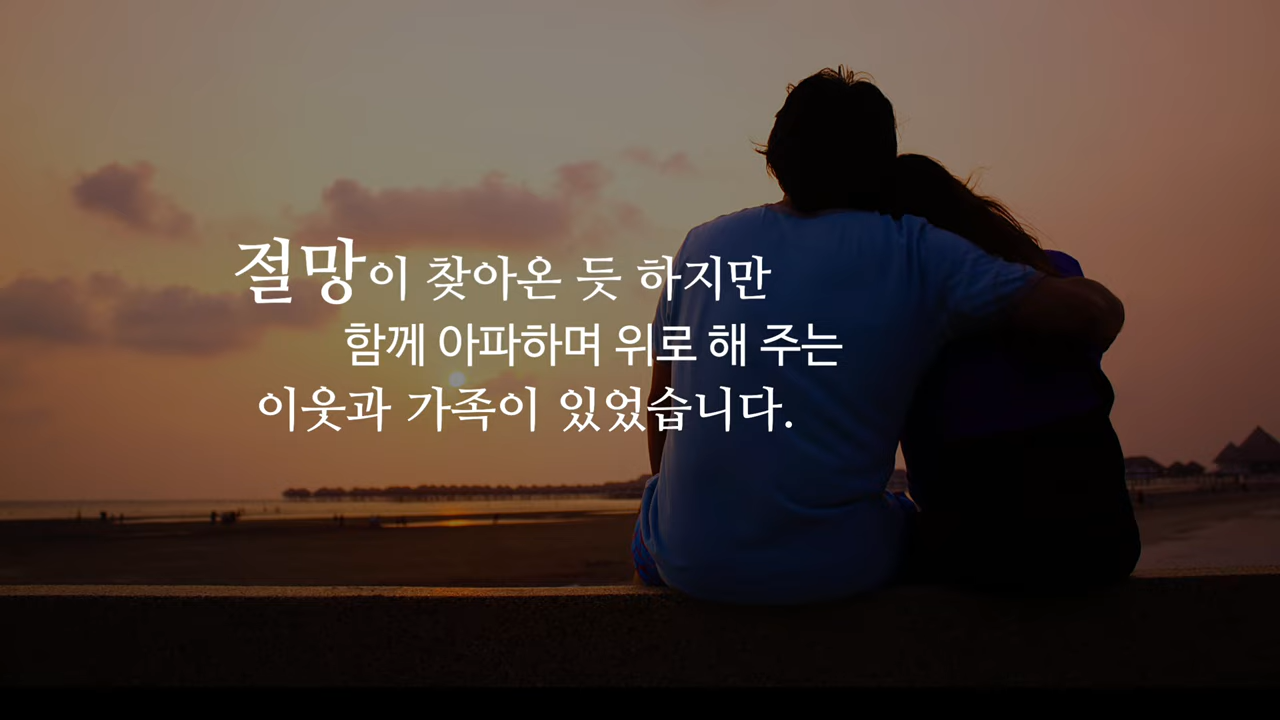 절망이 찾아온 듯 하지만
함께 아파하며 위로 해 주는
이웃과 가족이 있었습니다.